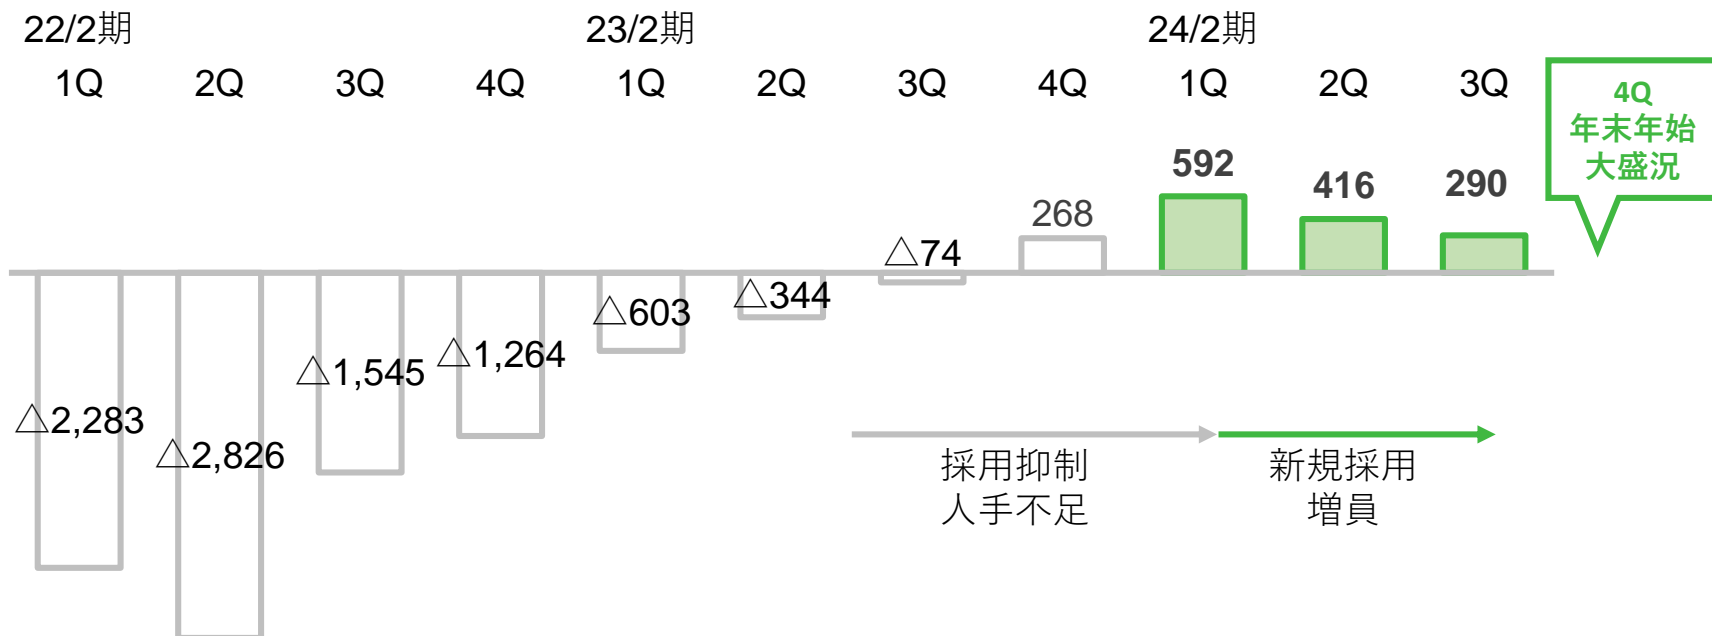 22/2期 23/2期 24/2期
1Q 2Q 3Q 4Q 1Q 2Q 3Q 4Q 1Q 2Q 3Q
4Q
年末年始
大盛況
592
416
290
268
△74
△344
△603
△1,264
△1,545
△2,283
△2,826
採用抑制
人手不足
新規採用
増員